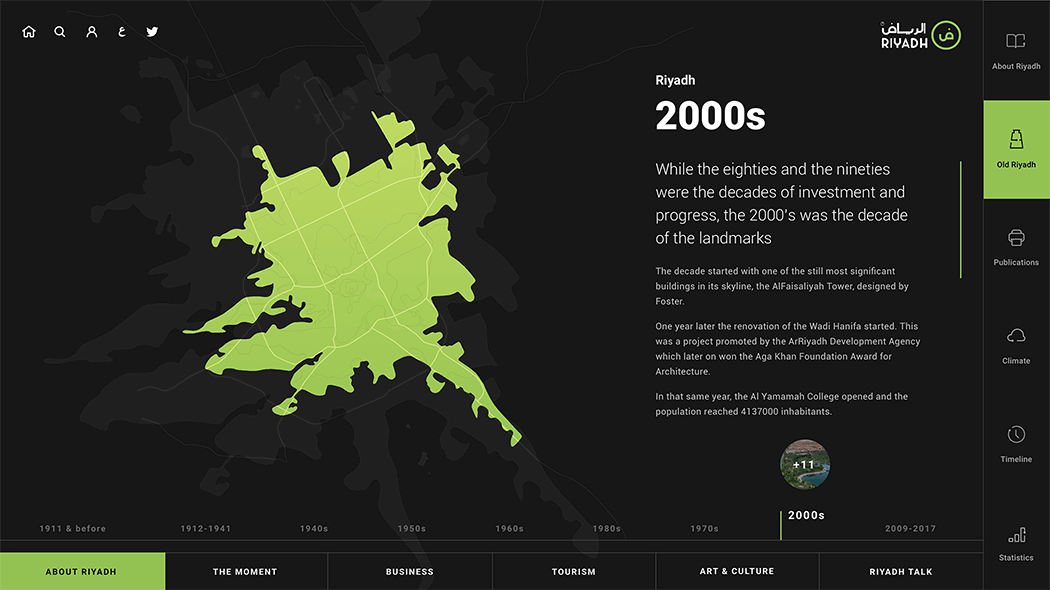 ع
الرياض
RIYADH
ض
Riyadh
2000s
While the eighties and the nineties
were the decades of investment and
progress, the 2000's was the decade
of the landmarks
The decade started with one of the still most significant
buildings in its skyline, the AlFaisaliyah Tower, designed by
Foster.
One year later the renovation of the Wadi Hanifa started. This
was a project promoted by the ArRiyadh Development Agency
which later on won the Aga Khan Foundation Award for
Architecture.
In that same year, the Al Yamamah College opened and the
population reached 4137000 inhabitants.
+11
1911 & before
1912-1941
1940s
1950s
1960s
1980s
1970s
2000s
2009-2017
ABOUT RIYADH
THE MOMENT
BUSINESS
TOURISM
ART & CULTURE
RIYADH TALK
About Riyadh
Old Riyadh
Publications
Climate
Timeline
Statistics